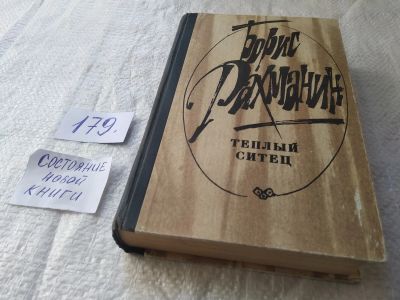 179.
СОСТОЯНИЕ
НОВОЙ
КНИГИ
Борис
Рахманин
ТЕПЛЫЙ
СИТЕЦ